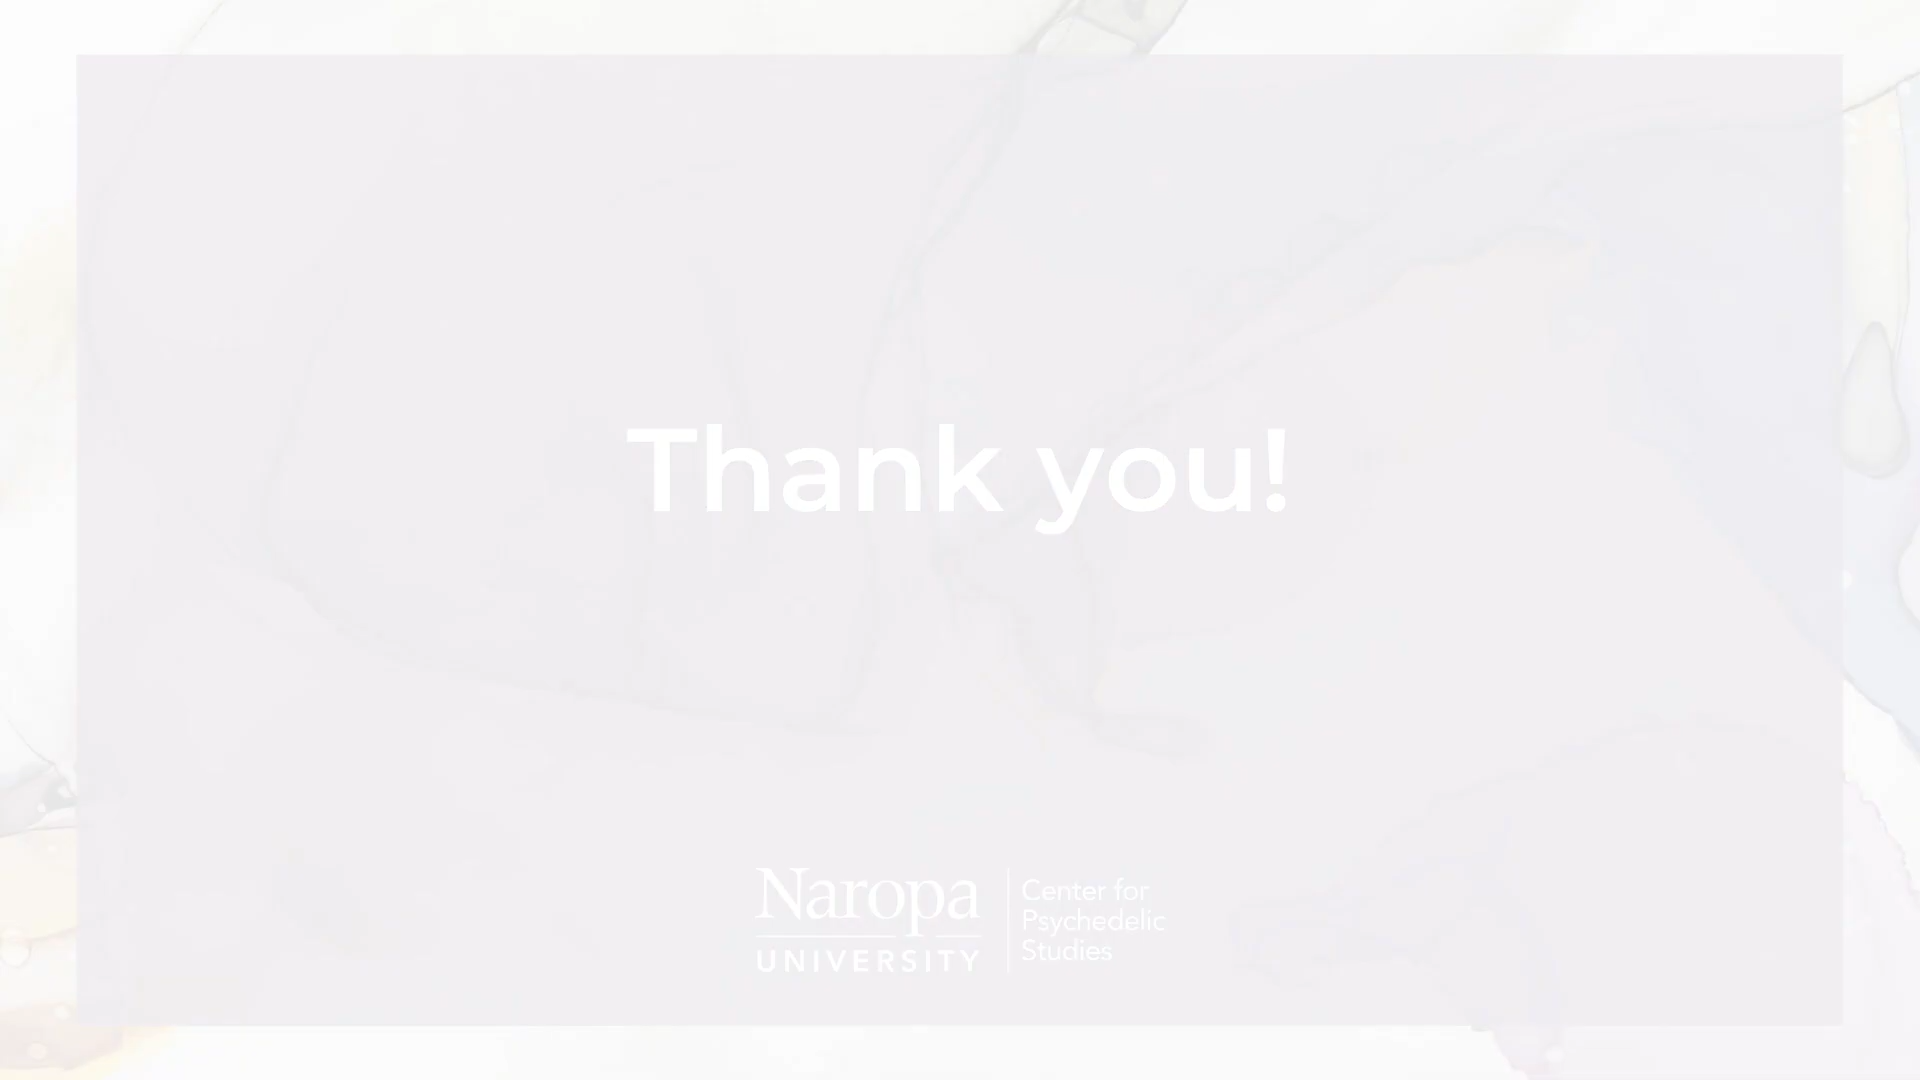 Thank you!
Naropa
UNIVERSITY
Center for
Psychedelic
Studies